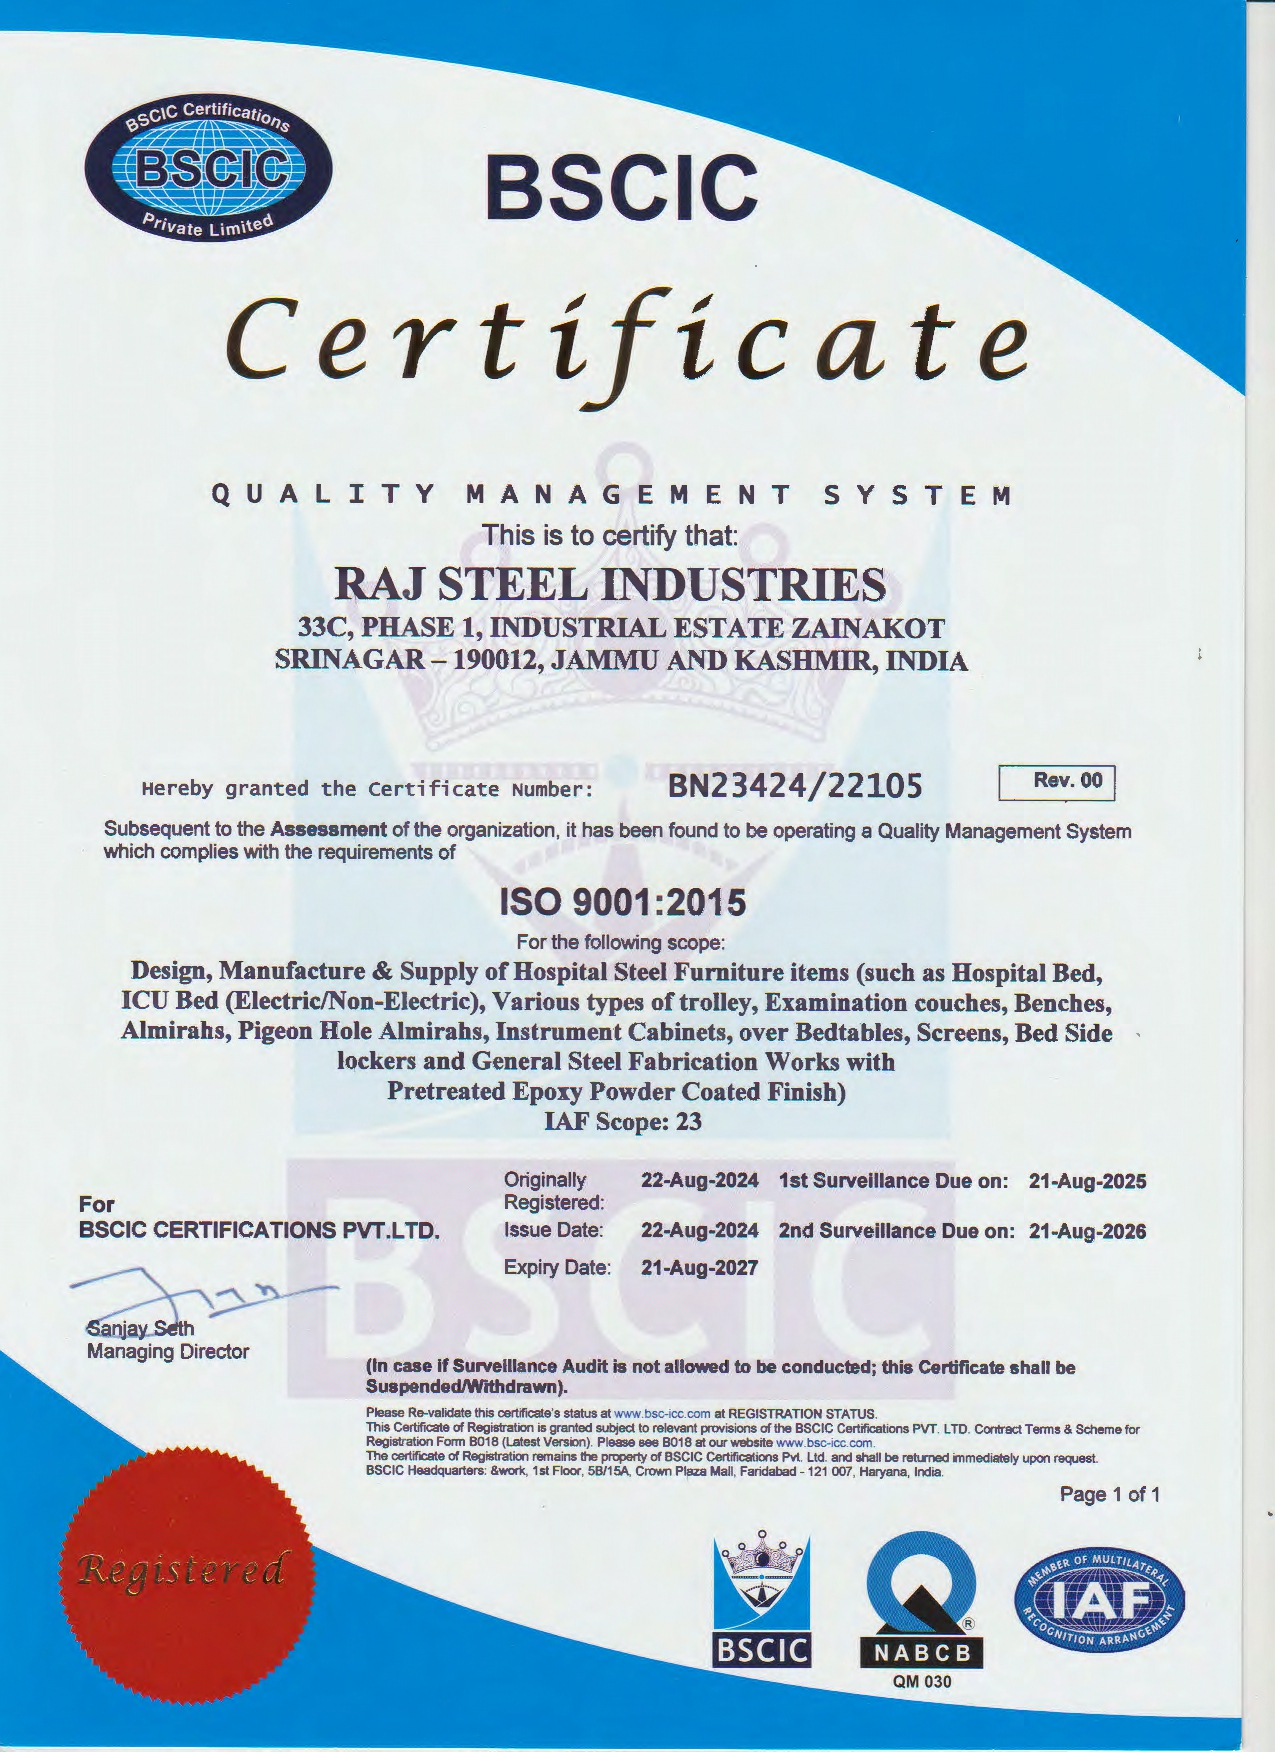 BSCIC Certifications
BSCIC
Private Limited
BSCIC
Certificate
QUALITY MANAGEMENT SYSTEM
This is to certify that:
RAJ STEEL INDUSTRIES
33C, PHASE 1, INDUSTRIAL ESTATE ZAINAKOT
SRINAGAR – 190012, JAMMU AND KASHMIR, INDIA
Hereby granted the Certificate Number: BN23424/22105 Rev. 00
Subsequent to the Assessment of the organization, it has been found to be operating a Quality Management System
which complies with the requirements of
ISO 9001:2015
For the following scope:
Design, Manufacture & Supply of Hospital Steel Furniture items (such as Hospital Bed,
ICU Bed (Electric/Non-Electric), Various types of trolley, Examination couches, Benches,
Almirahs, Pigeon Hole Almirahs, Instrument Cabinets, over Bedtables, Screens, Bed Side
lockers and General Steel Fabrication Works with
Pretreated Epoxy Powder Coated Finish)
IAF Scope: 23
Originally 22-Aug-2024 1st Surveillance Due on: 21-Aug-2025
Registered:
Issue Date: 22-Aug-2024 2nd Surveillance Due on: 21-Aug-2026
Expiry Date: 21-Aug-2027
For
BSCIC CERTIFICATIONS PVT.LTD.
BSCIC
Sanjay Seth
Managing Director
(In case if Surveillance Audit is not allowed to be conducted; this Certificate shall be
Suspended/Withdrawn).
Please Re-validate this certificate's status at www.bsc-icc.com at REGISTRATION STATUS.
This Certificate of Registration is granted subject to relevant provisions of the BSCIC Certifications PVT. LTD. Contract Terms & Scheme for
Registration Form B018 (Latest Version). Please see B018 at our website www.bsc-icc.com.
The certificate of Registration remains the property of BSCIC Certifications Pvt. Ltd. and shall be returned immediately upon request.
BSCIC Headquarters: &work, 1st Floor, 5B/15A, Crown Plaza Mall, Faridabad - 121 007, Haryana, India.
Page 1 of 1
Registered
BSCIC
®
NABCB
QM 030
MEMBER OF MULTILATERAL
IAF
RECOGNITION ARRANGEMENT